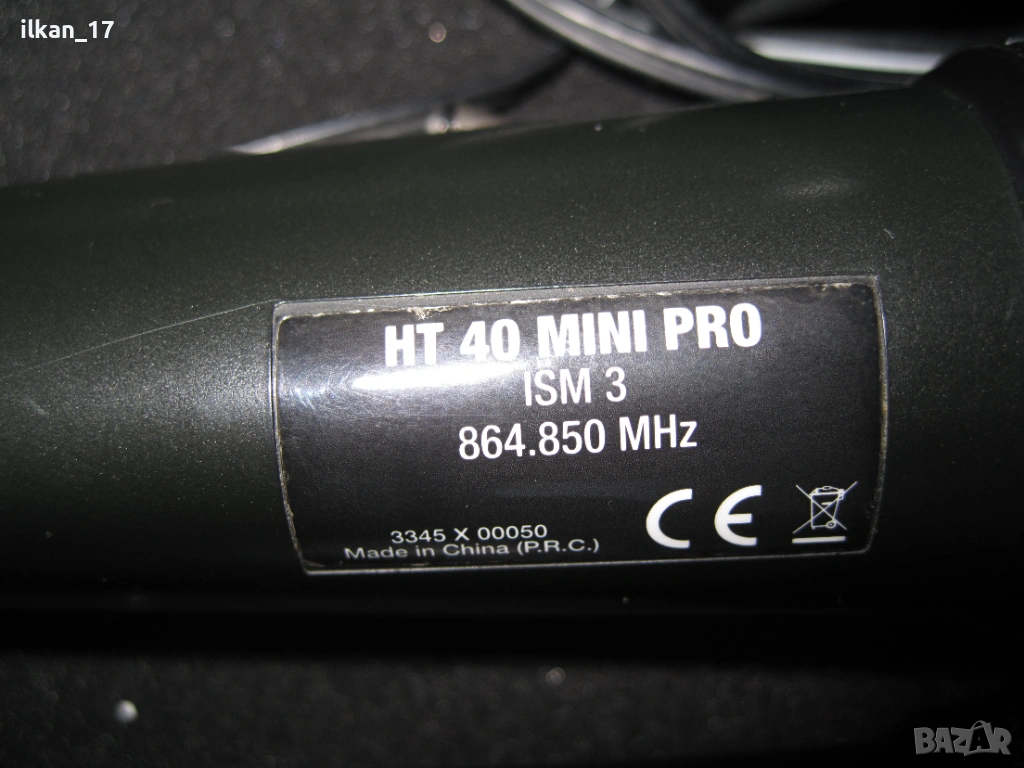 ilkan_17
HT 40 MINI PRO
ISM 3
864.850 MHz
3345 X 00050
Made in China (P.R.C.)
CE
BAZAR